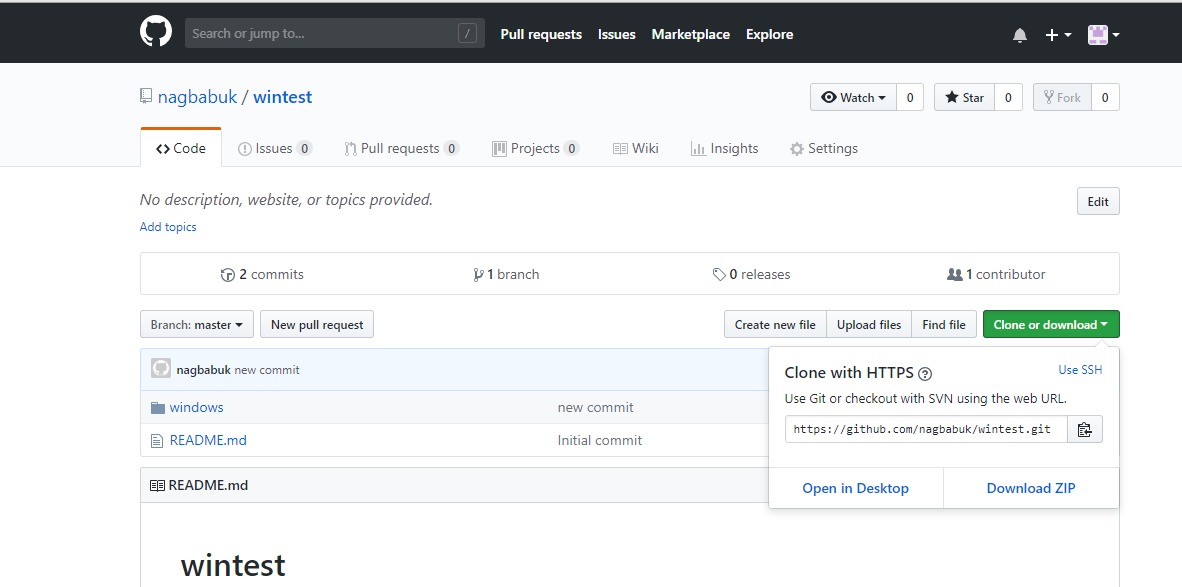 Search or jump to... / Pull requests Issues Marketplace Explore
nagbabuk / wintest Watch 0 Star 0 Fork 0
Code Issues 0 Pull requests 0 Projects 0 Wiki Insights Settings
No description, website, or topics provided. Edit
Add topics
2 commits 1 branch 0 releases 1 contributor
Branch: master New pull request Create new file Upload files Find file Clone or download
nagbabuk new commit
windows new commit
README.md Initial commit
Clone with HTTPS ? Use SSH
Use Git or checkout with SVN using the web URL.
https://github.com/nagbabuk/wintest.git
Open in Desktop Download ZIP
README.md
wintest